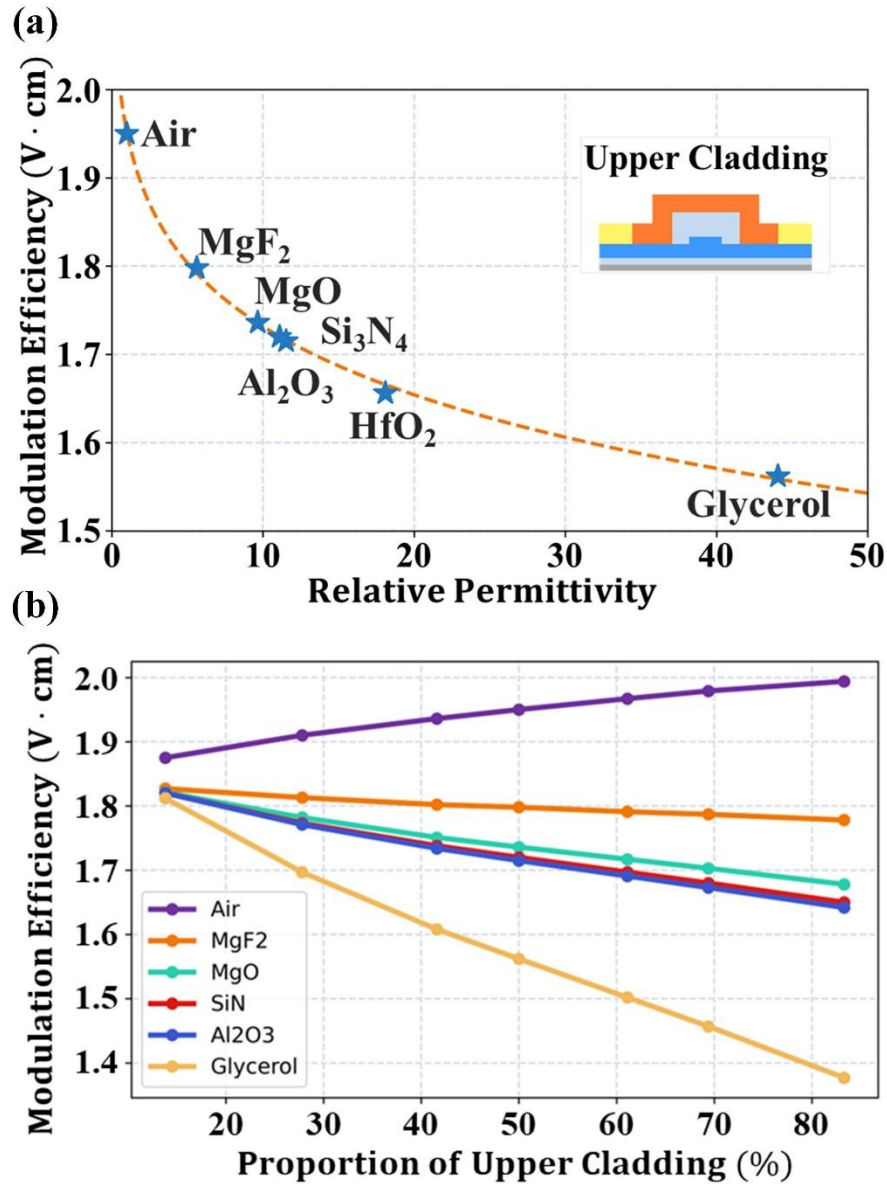 (a)
Modulation Efficiency (V · cm)
2.0
1.9
1.8
1.7
1.6
1.5
Air
MgF₂
MgO
Si₃N₄
Al₂O₃
HfO₂
Glycerol
Upper Cladding
0 10 20 30 40 50
Relative Permittivity
(b)
Modulation Efficiency (V · cm)
2.0
1.9
1.8
1.7
1.6
1.5
1.4
Air
MgF2
MgO
SiN
Al2O3
Glycerol
20 30 40 50 60 70 80
Proportion of Upper Cladding (%)